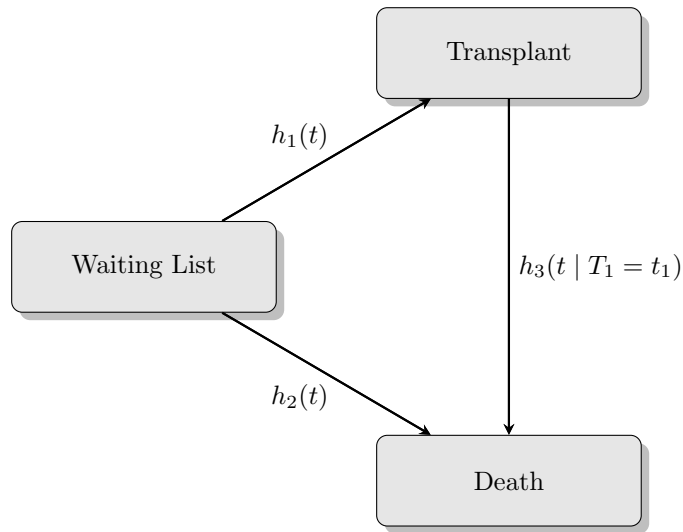 Transplant
h₁(t)
Waiting List
h₃(t | T₁ = t₁)
h₂(t)
Death